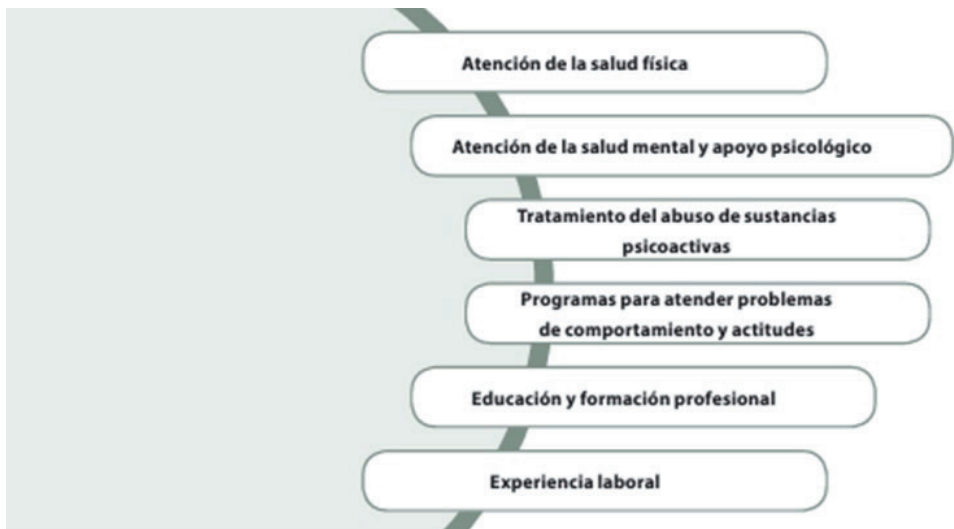 Atención de la salud física
Atención de la salud mental y apoyo psicológico
Tratamiento del abuso de sustancias
psicoactivas
Programas para atender problemas
de comportamiento y actitudes
Educación y formación profesional
Experiencia laboral